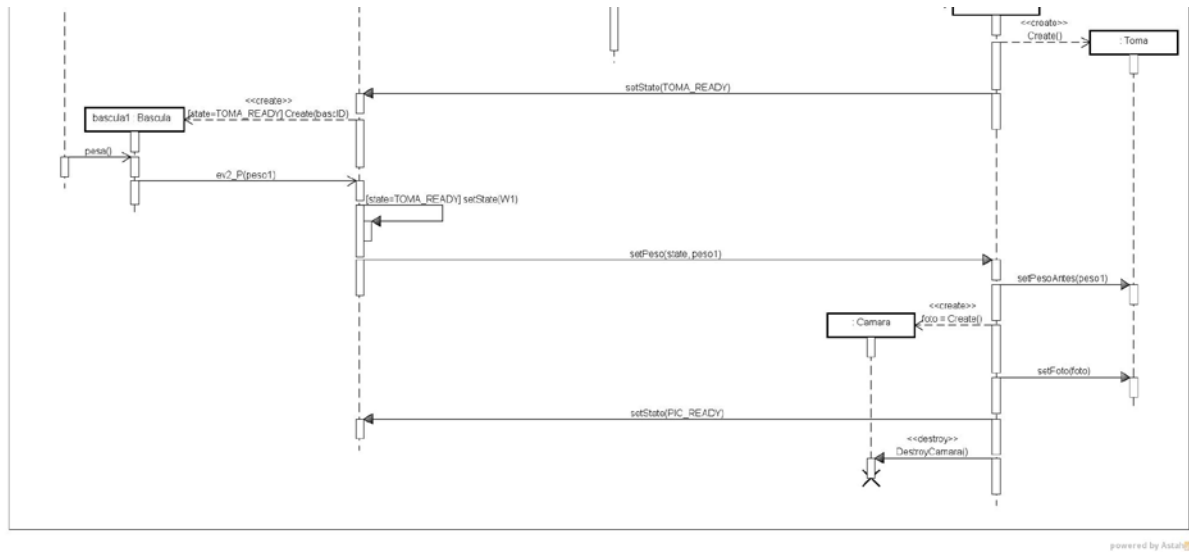 <<create>>
Create()
: Toma
setState(TOMA_READY)
<<create>>
[state=TOMA_READY] Create(bascID)
bascula1 : Bascula
pesa()
ev2_P(peso1)
[state=TOMA_READY] setState(W1)
setPeso(state, peso1)
setPesoAntes(peso1)
<<create>>
foto = Create()
: Camara
setFoto(foto)
setState(PIC_READY)
<<destroy>>
DestroyCamara()
powered by Astah